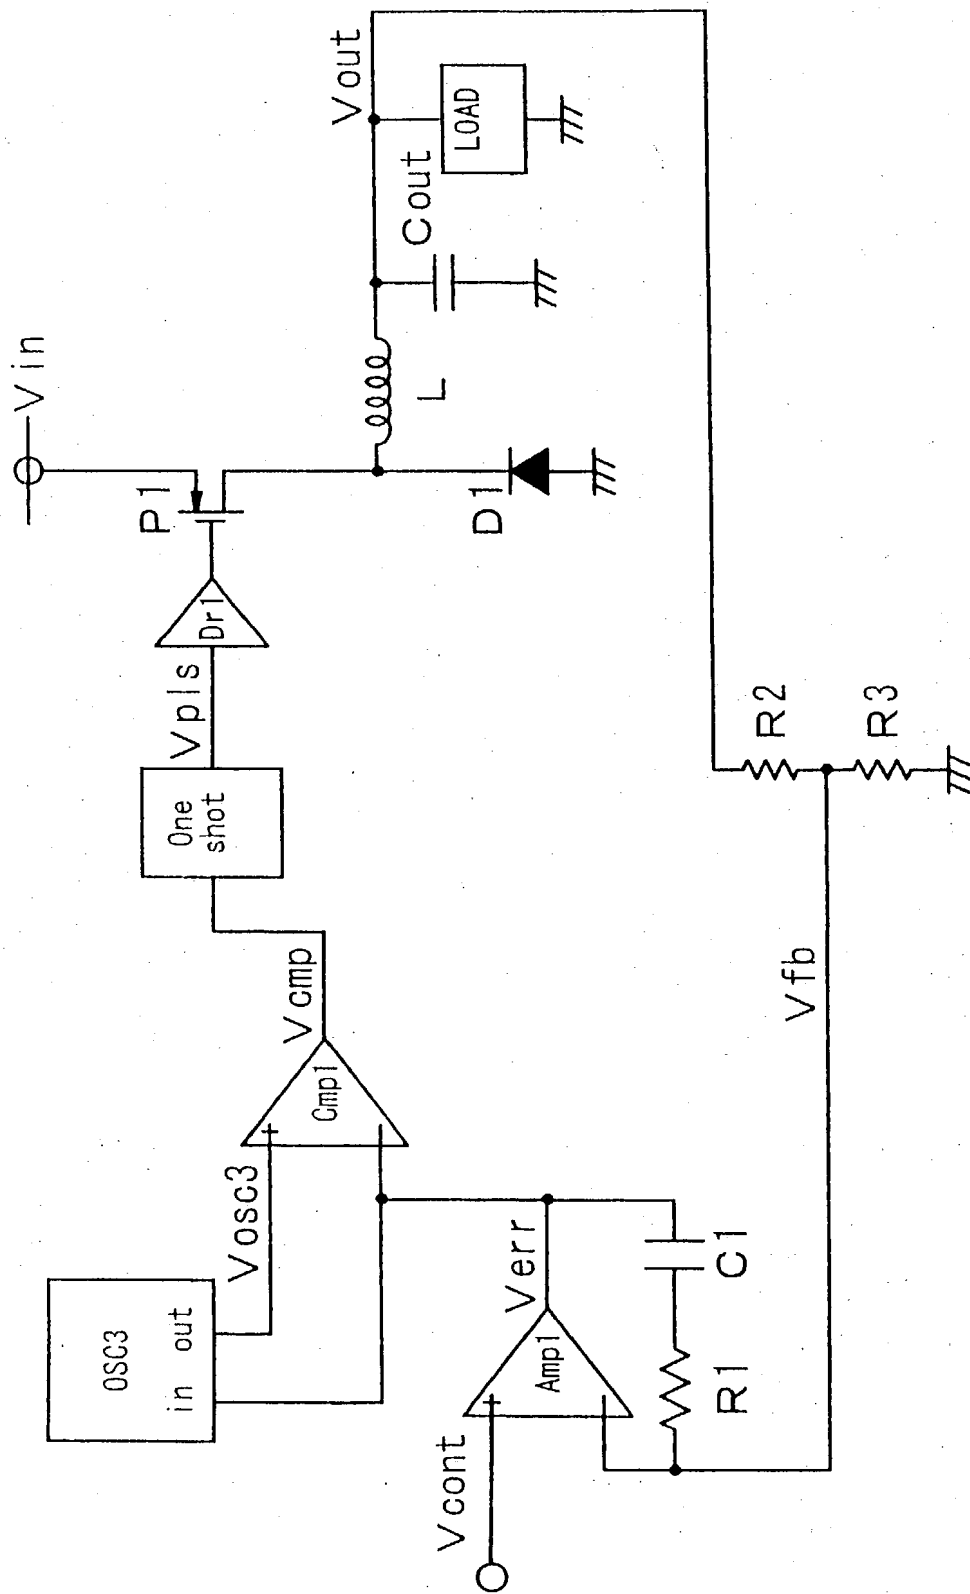 OSC3
in out
Vosc3
Cmp1
+
Vcmp
One
shot
Vpls
Dr1
P1
Vin
D1
L
Cout
LOAD
Vout
Vcont
+
Amp1
Verr
R1
C1
Vfb
R2
R3